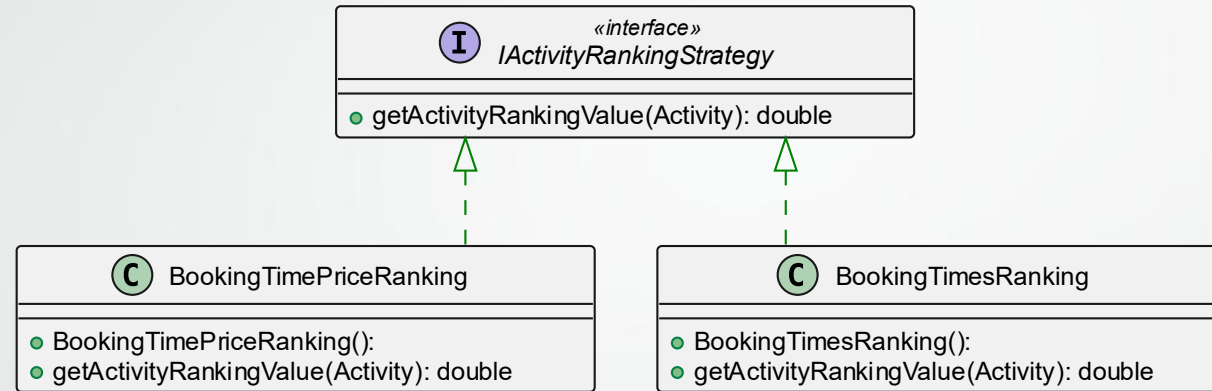 «interface»
I IActivityRankingStrategy
getActivityRankingValue(Activity): double
C BookingTimePriceRanking
BookingTimePriceRanking():
getActivityRankingValue(Activity): double
C BookingTimesRanking
BookingTimesRanking():
getActivityRankingValue(Activity): double